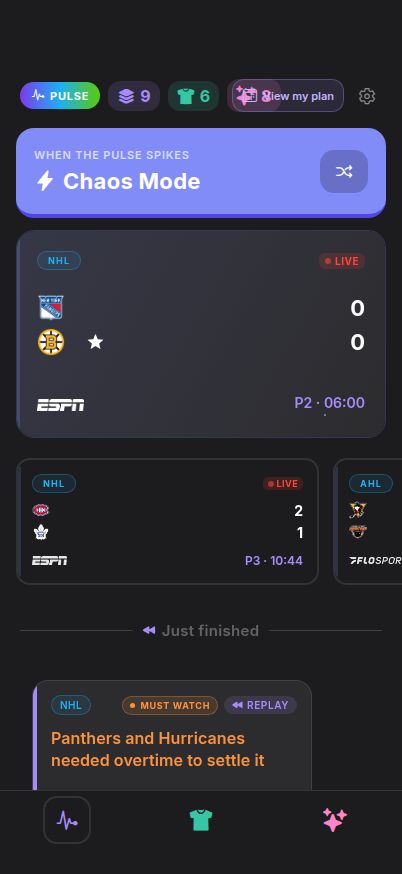 PULSE
9
6
8
View my plan
WHEN THE PULSE SPIKES
Chaos Mode
NHL
LIVE
0
0
ESPN
P2 · 06:00
NHL
LIVE
2
1
ESPN
P3 · 10:44
AHL
FLOSPOR
Just finished
NHL
MUST WATCH
REPLAY
Panthers and Hurricanes
needed overtime to settle it